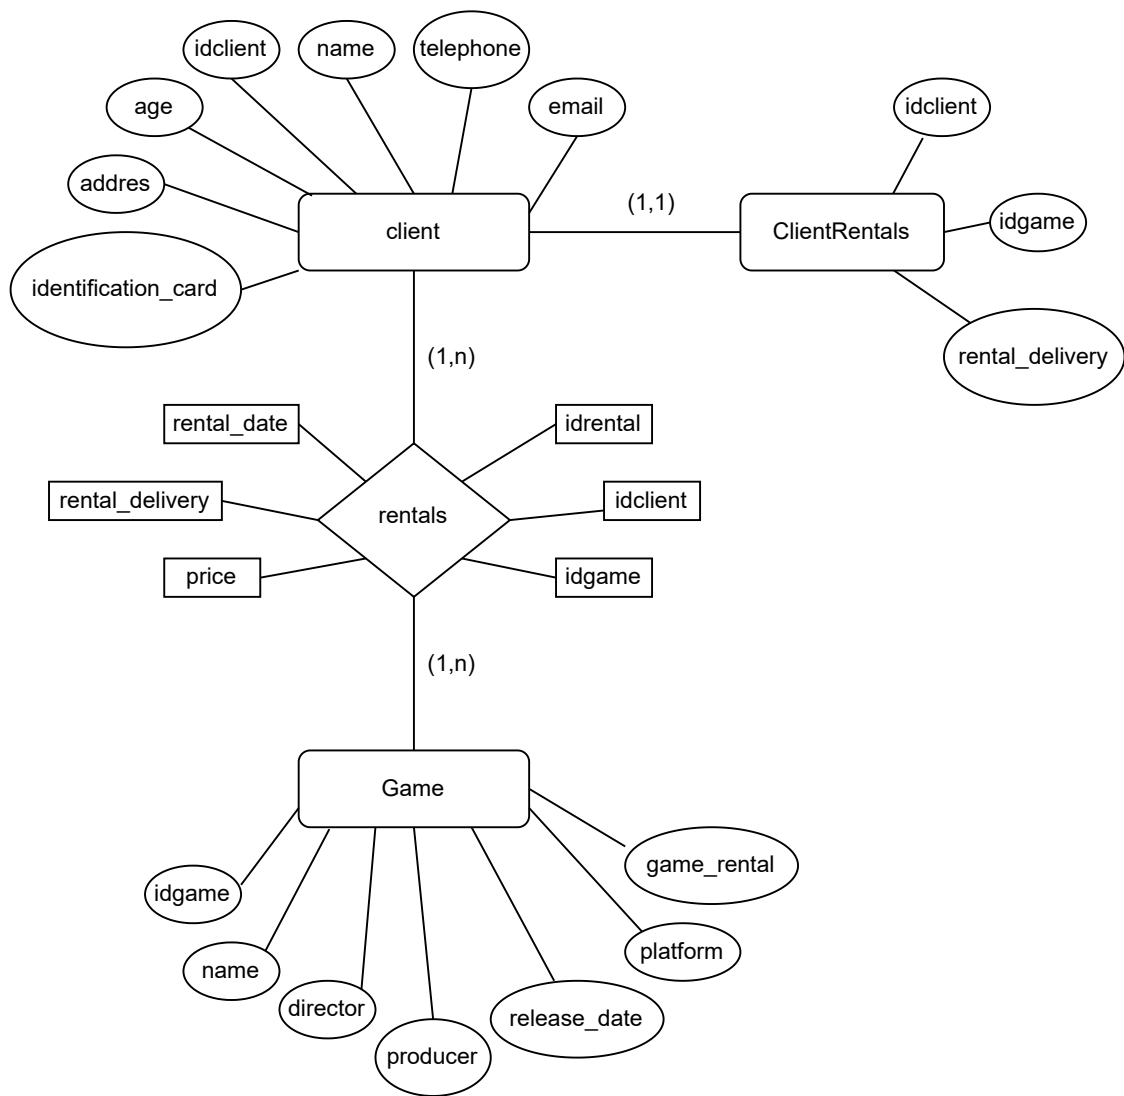 idclient
name
telephone
age
email
idclient
addres
client
(1,1)
ClientRentals
idgame
identification_card
rental_delivery
(1,n)
rental_date
idrental
rental_delivery
rentals
idclient
price
idgame
(1,n)
Game
idgame
game_rental
name
platform
director
release_date
producer